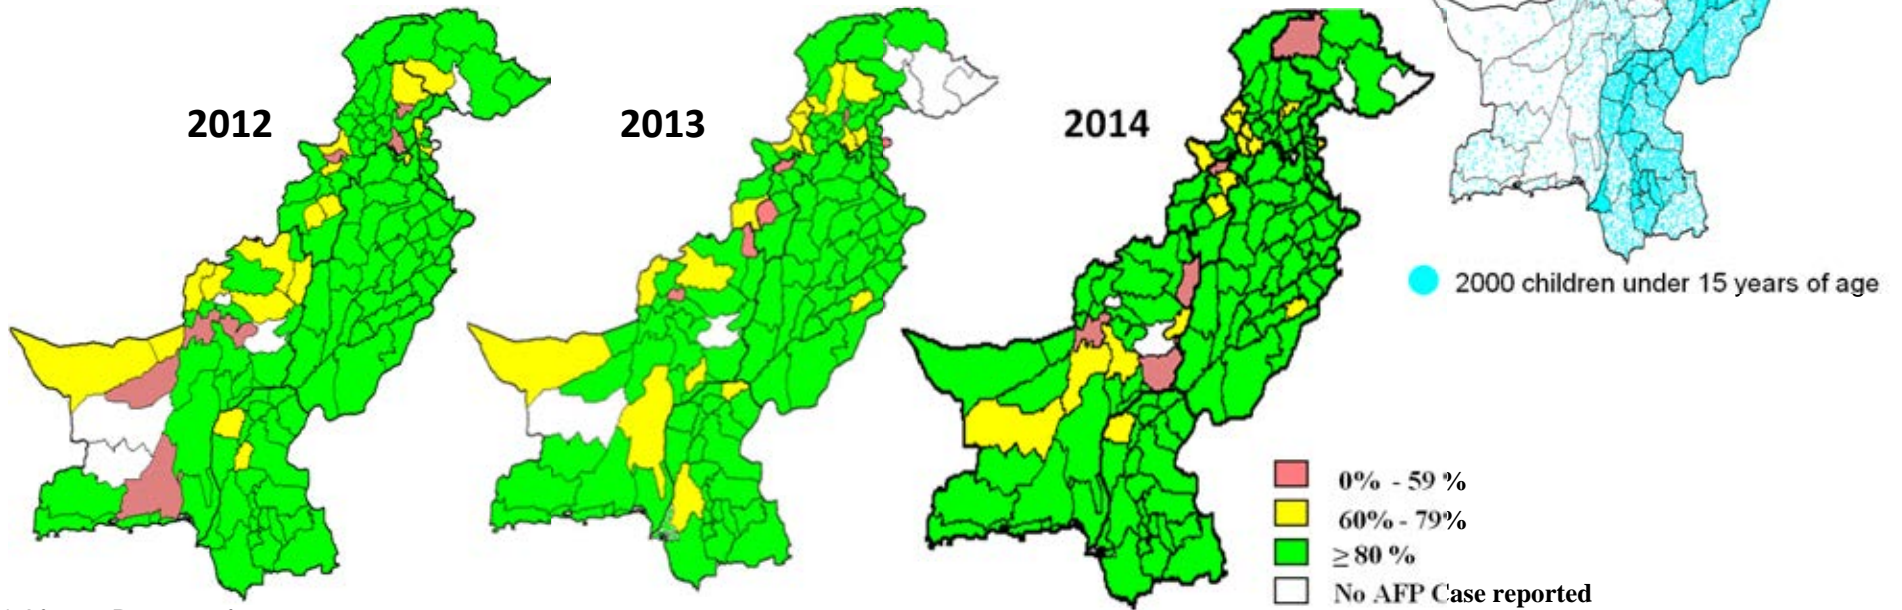 2012
2013
2014
2000 children under 15 years of age
0% - 59 %
60% - 79%
≥ 80 %
No AFP Case reported